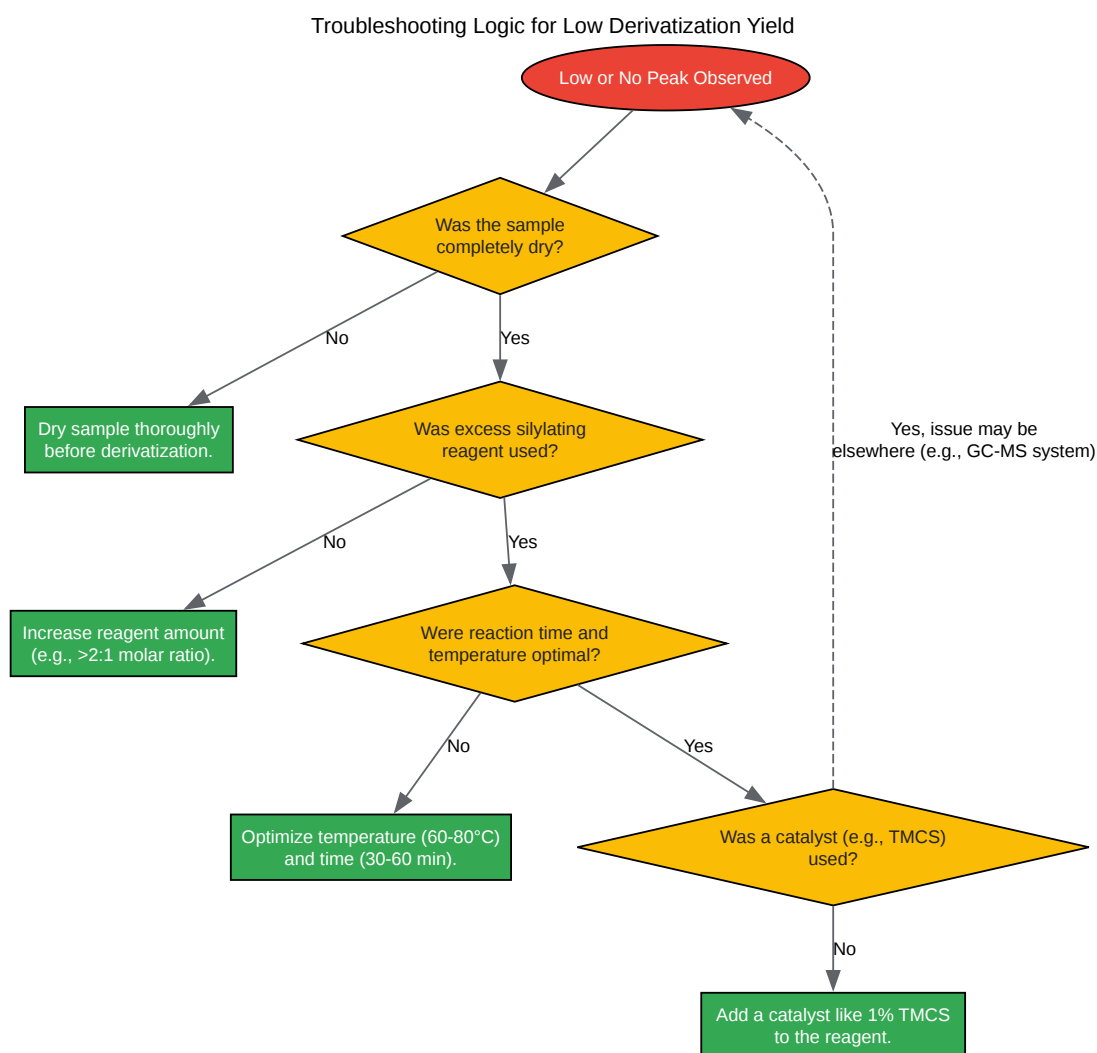 Troubleshooting Logic for Low Derivatization Yield
Low or No Peak Observed
Was the sample
completely dry?
No
Yes
Dry sample thoroughly
before derivatization.
Was excess silylating
reagent used?
Yes, issue may be
elsewhere (e.g., GC-MS system)
No
Yes
Increase reagent amount
(e.g., >2:1 molar ratio).
Were reaction time and
temperature optimal?
No
Yes
Optimize temperature (60-80°C)
and time (30-60 min).
Was a catalyst (e.g., TMCS)
used?
No
Add a catalyst like 1% TMCS
to the reagent.